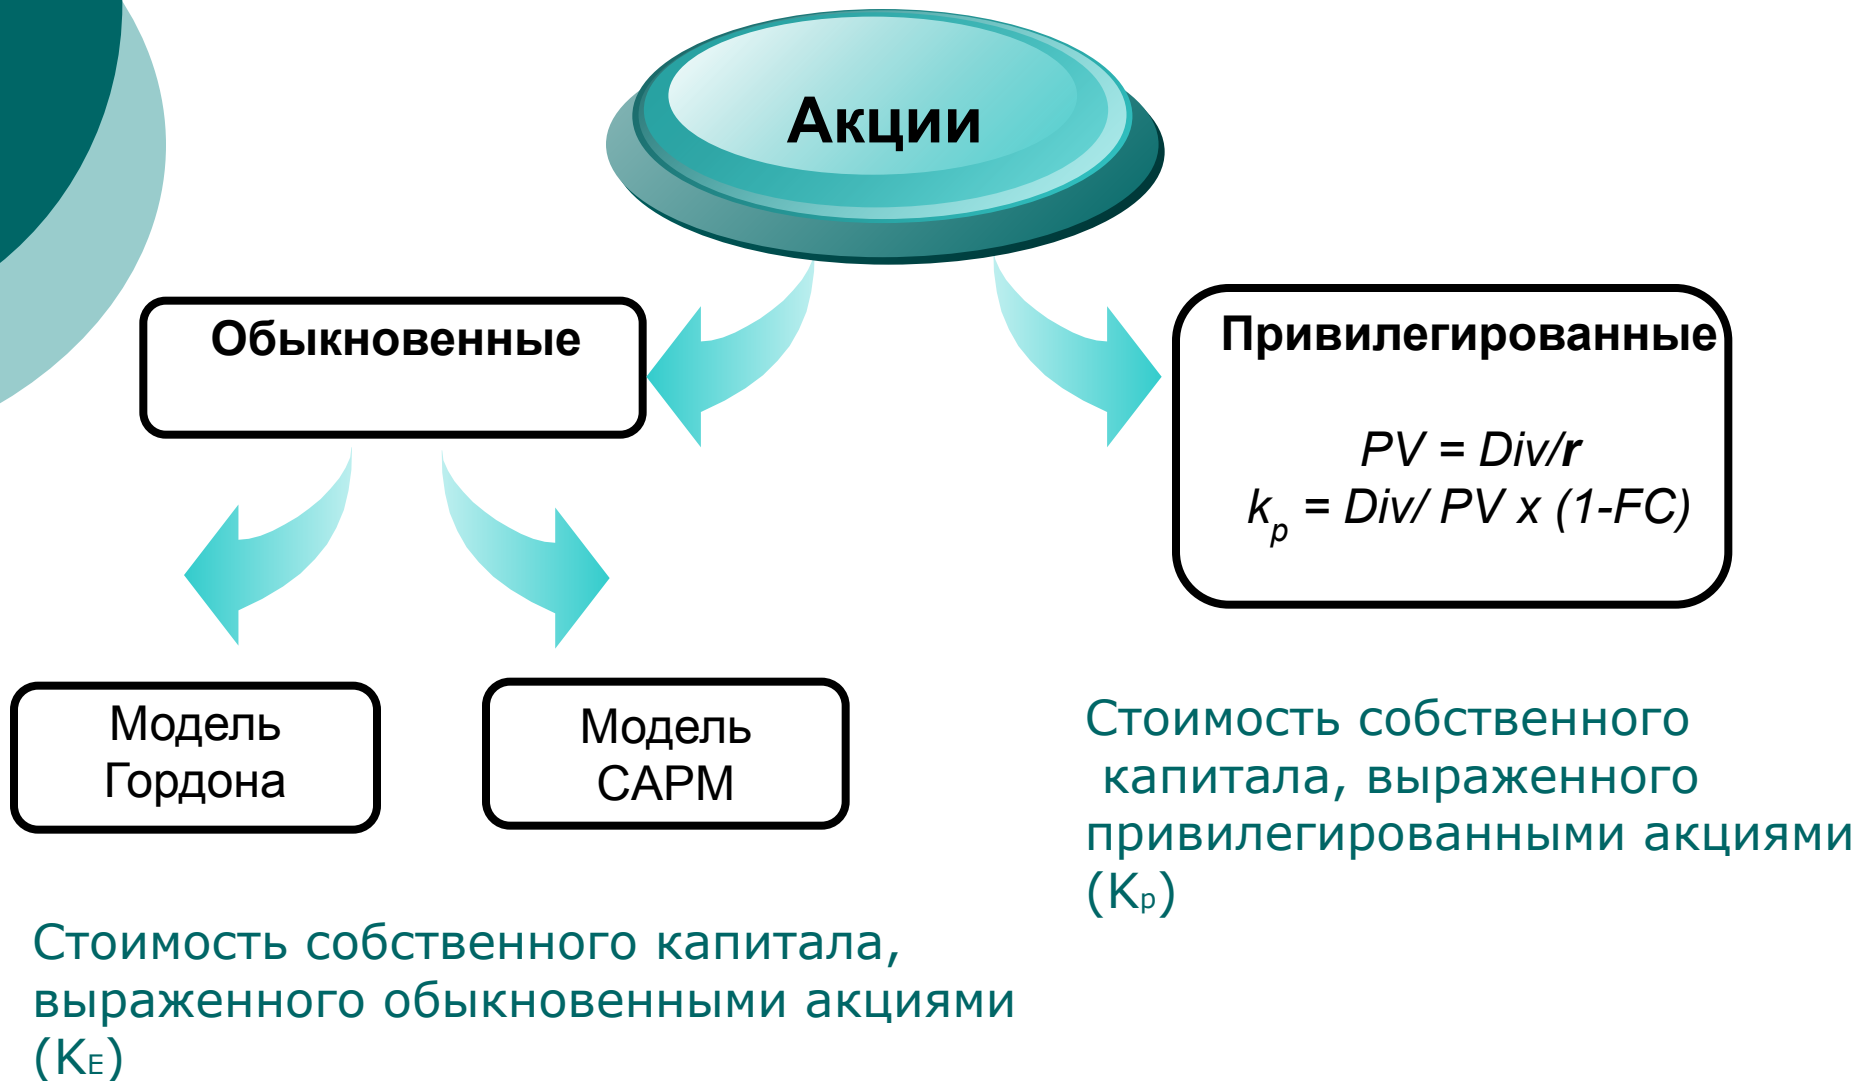 Акции
Обыкновенные
Привилегированные
PV = Div/r
kp = Div/ PV x (1-FC)
Модель
Гордона
Модель
CAPM
Стоимость собственного
капитала, выраженного
привилегированными акциями
(Kp)
Стоимость собственного капитала,
выраженного обыкновенными акциями
(KE)